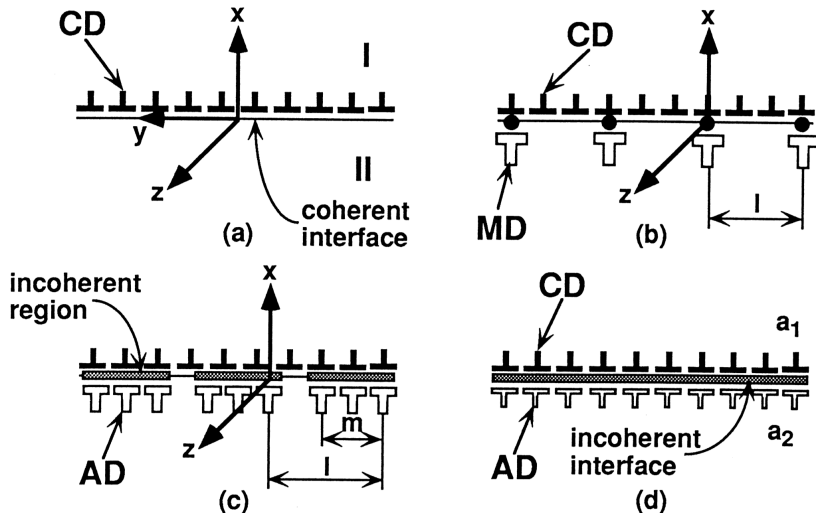 CD
x
I
y
z
II
coherent
interface
(a)
x
CD
z
MD
l
(b)
incoherent
region
x
AD
z
m
l
(c)
CD
a1
AD
incoherent
interface
a2
(d)